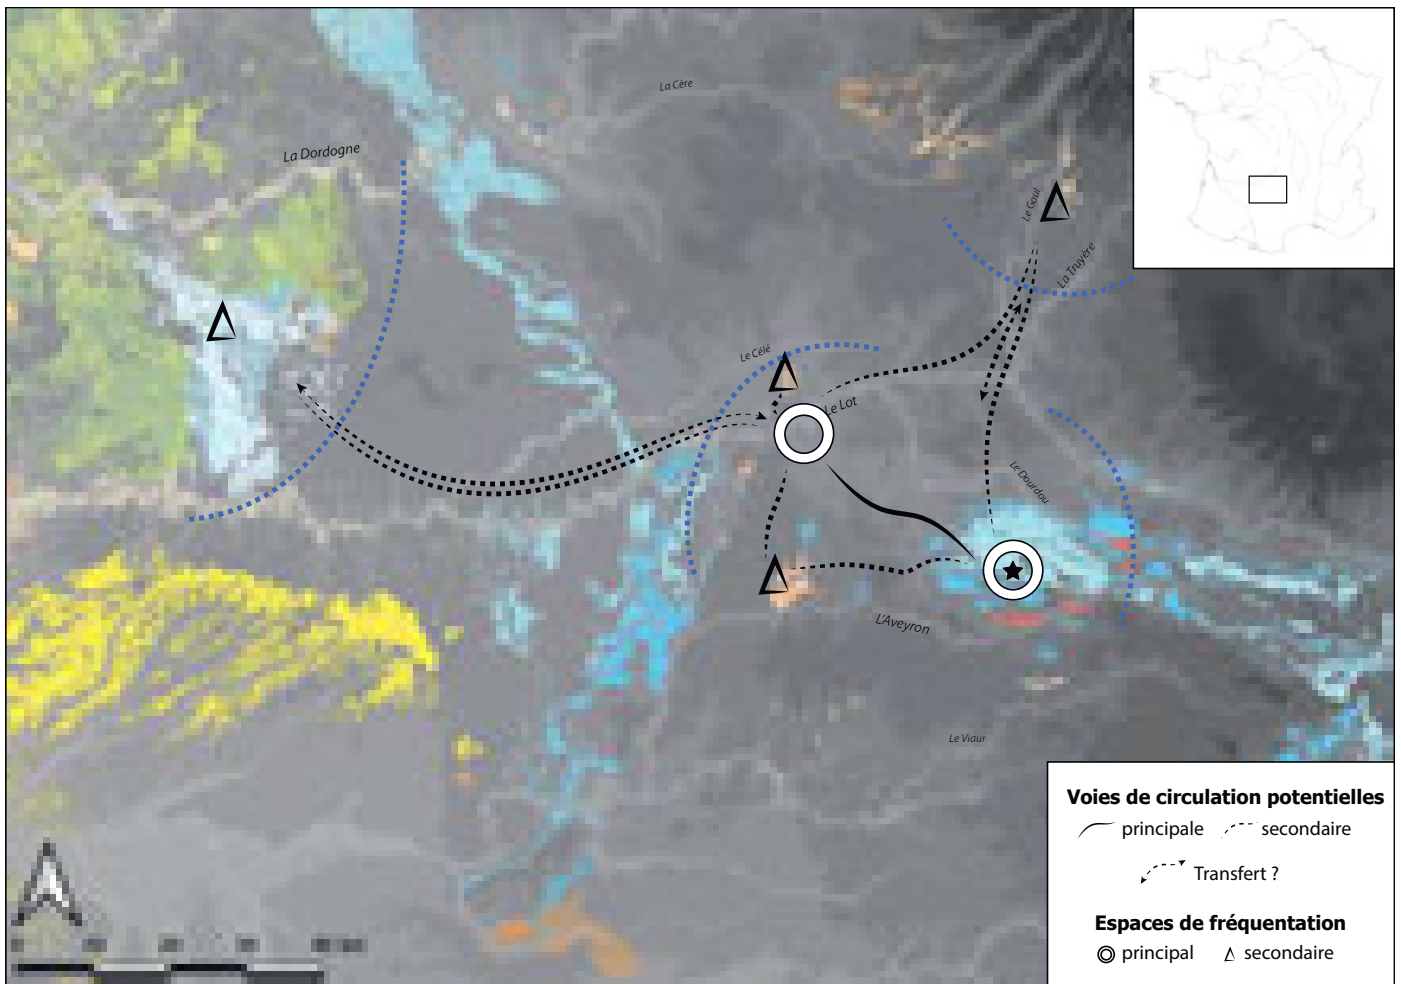 La Cère
La Dordogne
Le Goul
La Truyère
Le Célé
Le Lot
Le Dourdou
L'Aveyron
Le Viaur
Voies de circulation potentielles
principale secondaire
Transfert ?
Espaces de fréquentation
principal secondaire